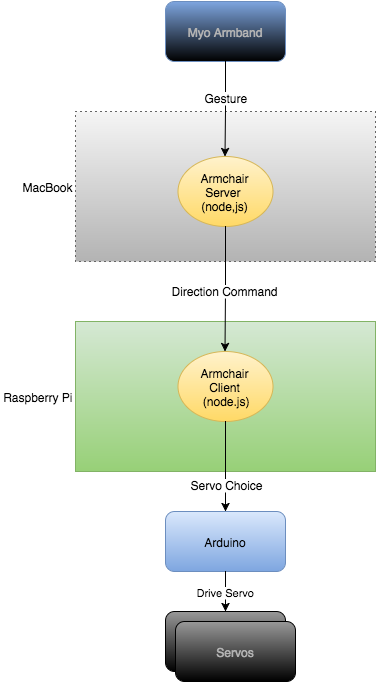 Myo Armband
Gesture
MacBook
Armchair
Server
(node,js)
Direction Command
Raspberry Pi
Armchair
Client
(node.js)
Servo Choice
Arduino
Drive Servo
Servos